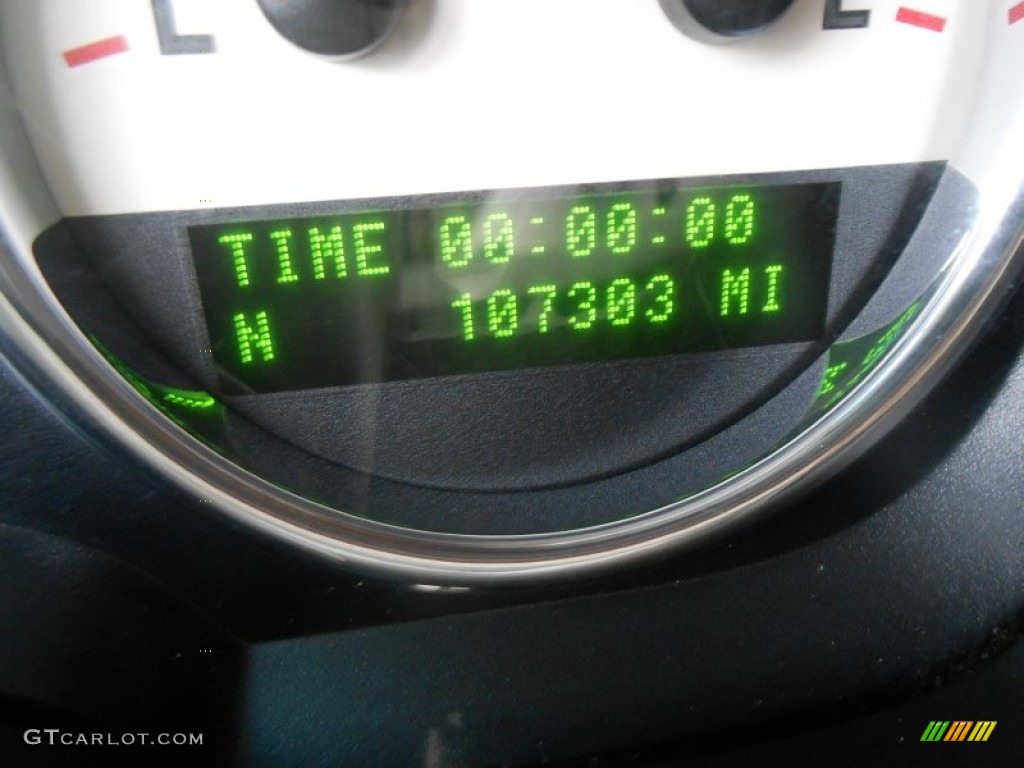 L L
TIME 00:00:00
N 107303 MI
GTCARLOT.COM